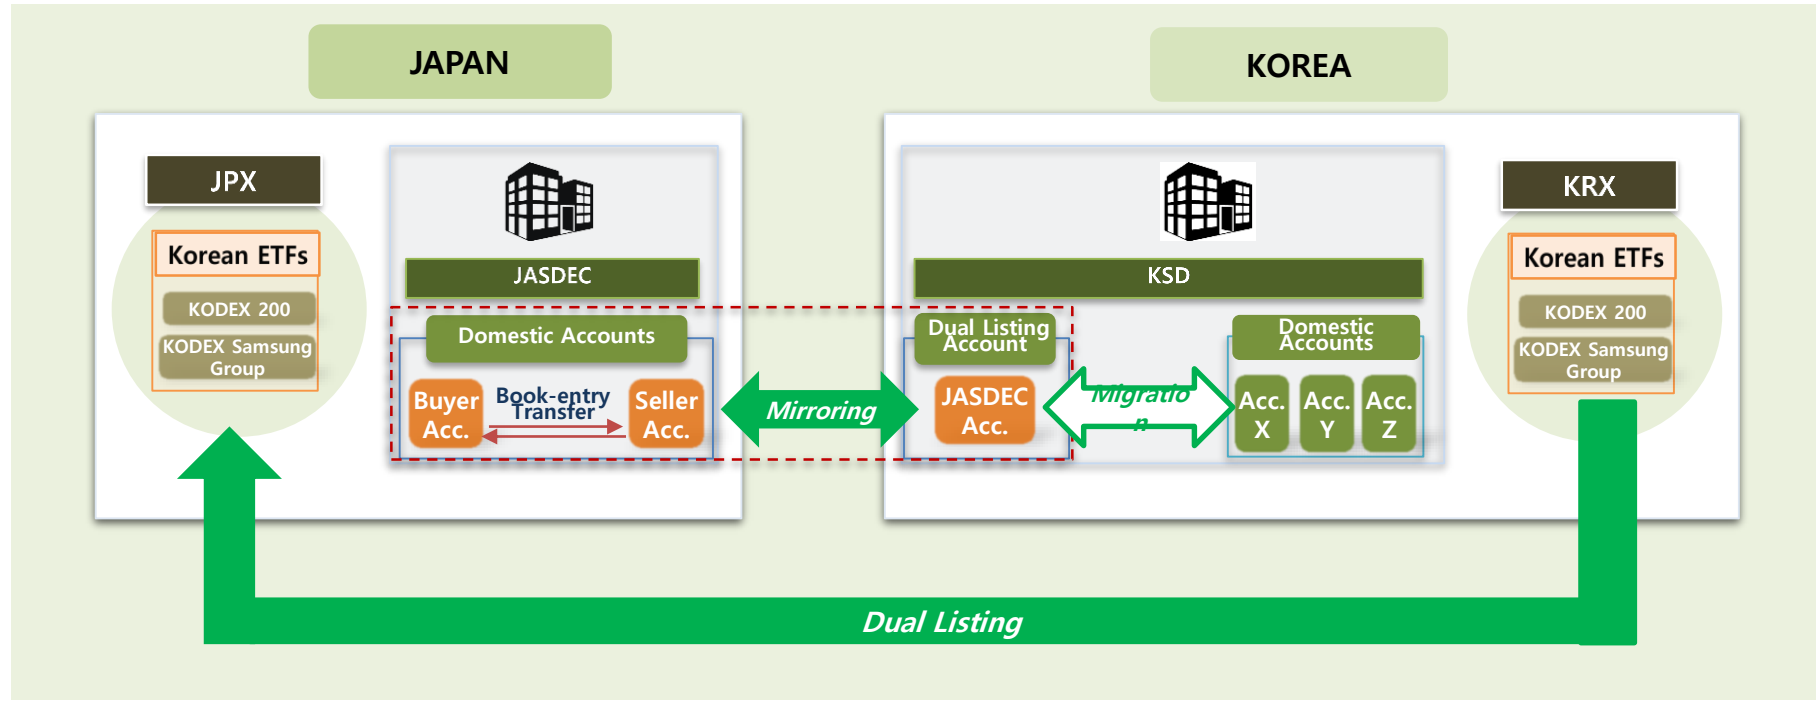 JAPAN
KOREA
JPX
Korean ETFs
KODEX 200
KODEX Samsung
Group
JASDEC
Domestic Accounts
Buyer
Acc.
Book-entry
Transfer
Seller
Acc.
Mirroring
KSD
Dual Listing
Account
JASDEC
Acc.
Migratio
n
Domestic
Accounts
Acc.
X
Acc.
Y
Acc.
Z
KRX
Korean ETFs
KODEX 200
KODEX Samsung
Group
Dual Listing